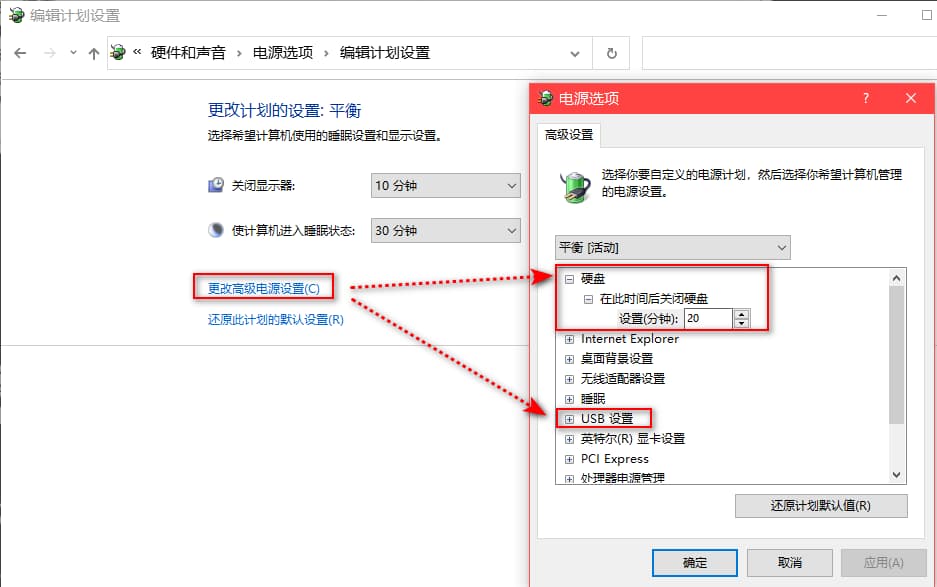 编辑计划设置
« 硬件和声音 › 电源选项 › 编辑计划设置
更改计划的设置: 平衡
选择希望计算机使用的睡眠设置和显示设置。
关闭显示器: 10 分钟
使计算机进入睡眠状态: 30 分钟
更改高级电源设置(C)
还原此计划的默认设置(R)
电源选项
高级设置
选择你要自定义的电源计划，然后选择你希望计算机管理
的电源设置。
平衡 [活动]
硬盘
在此时间后关闭硬盘
设置(分钟): 20
Internet Explorer
桌面背景设置
无线适配器设置
睡眠
USB 设置
英特尔(R) 显卡设置
PCI Express
处理器电源管理
还原计划默认值(R)
确定 取消 应用(A)